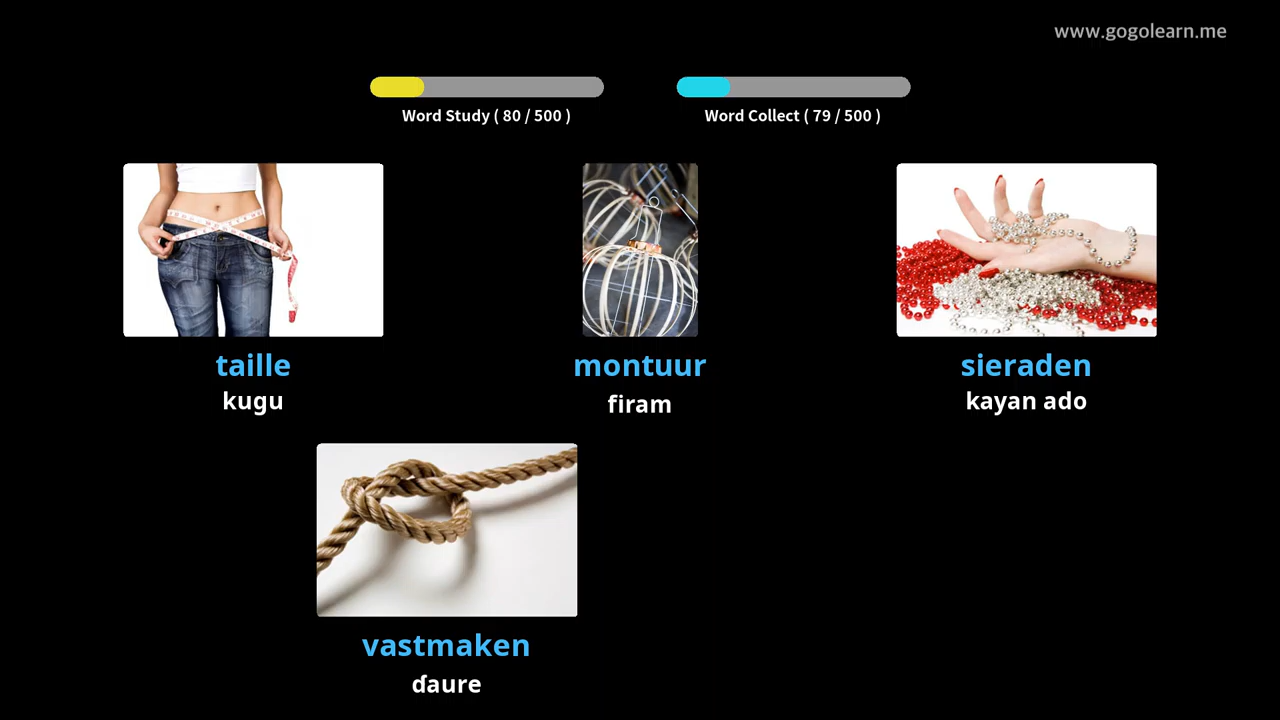 www.gogolearn.me
Word Study ( 80 / 500 )
Word Collect ( 79 / 500 )
taille
kugu
montuur
firam
sieraden
kayan ado
vastmaken
ɗaure